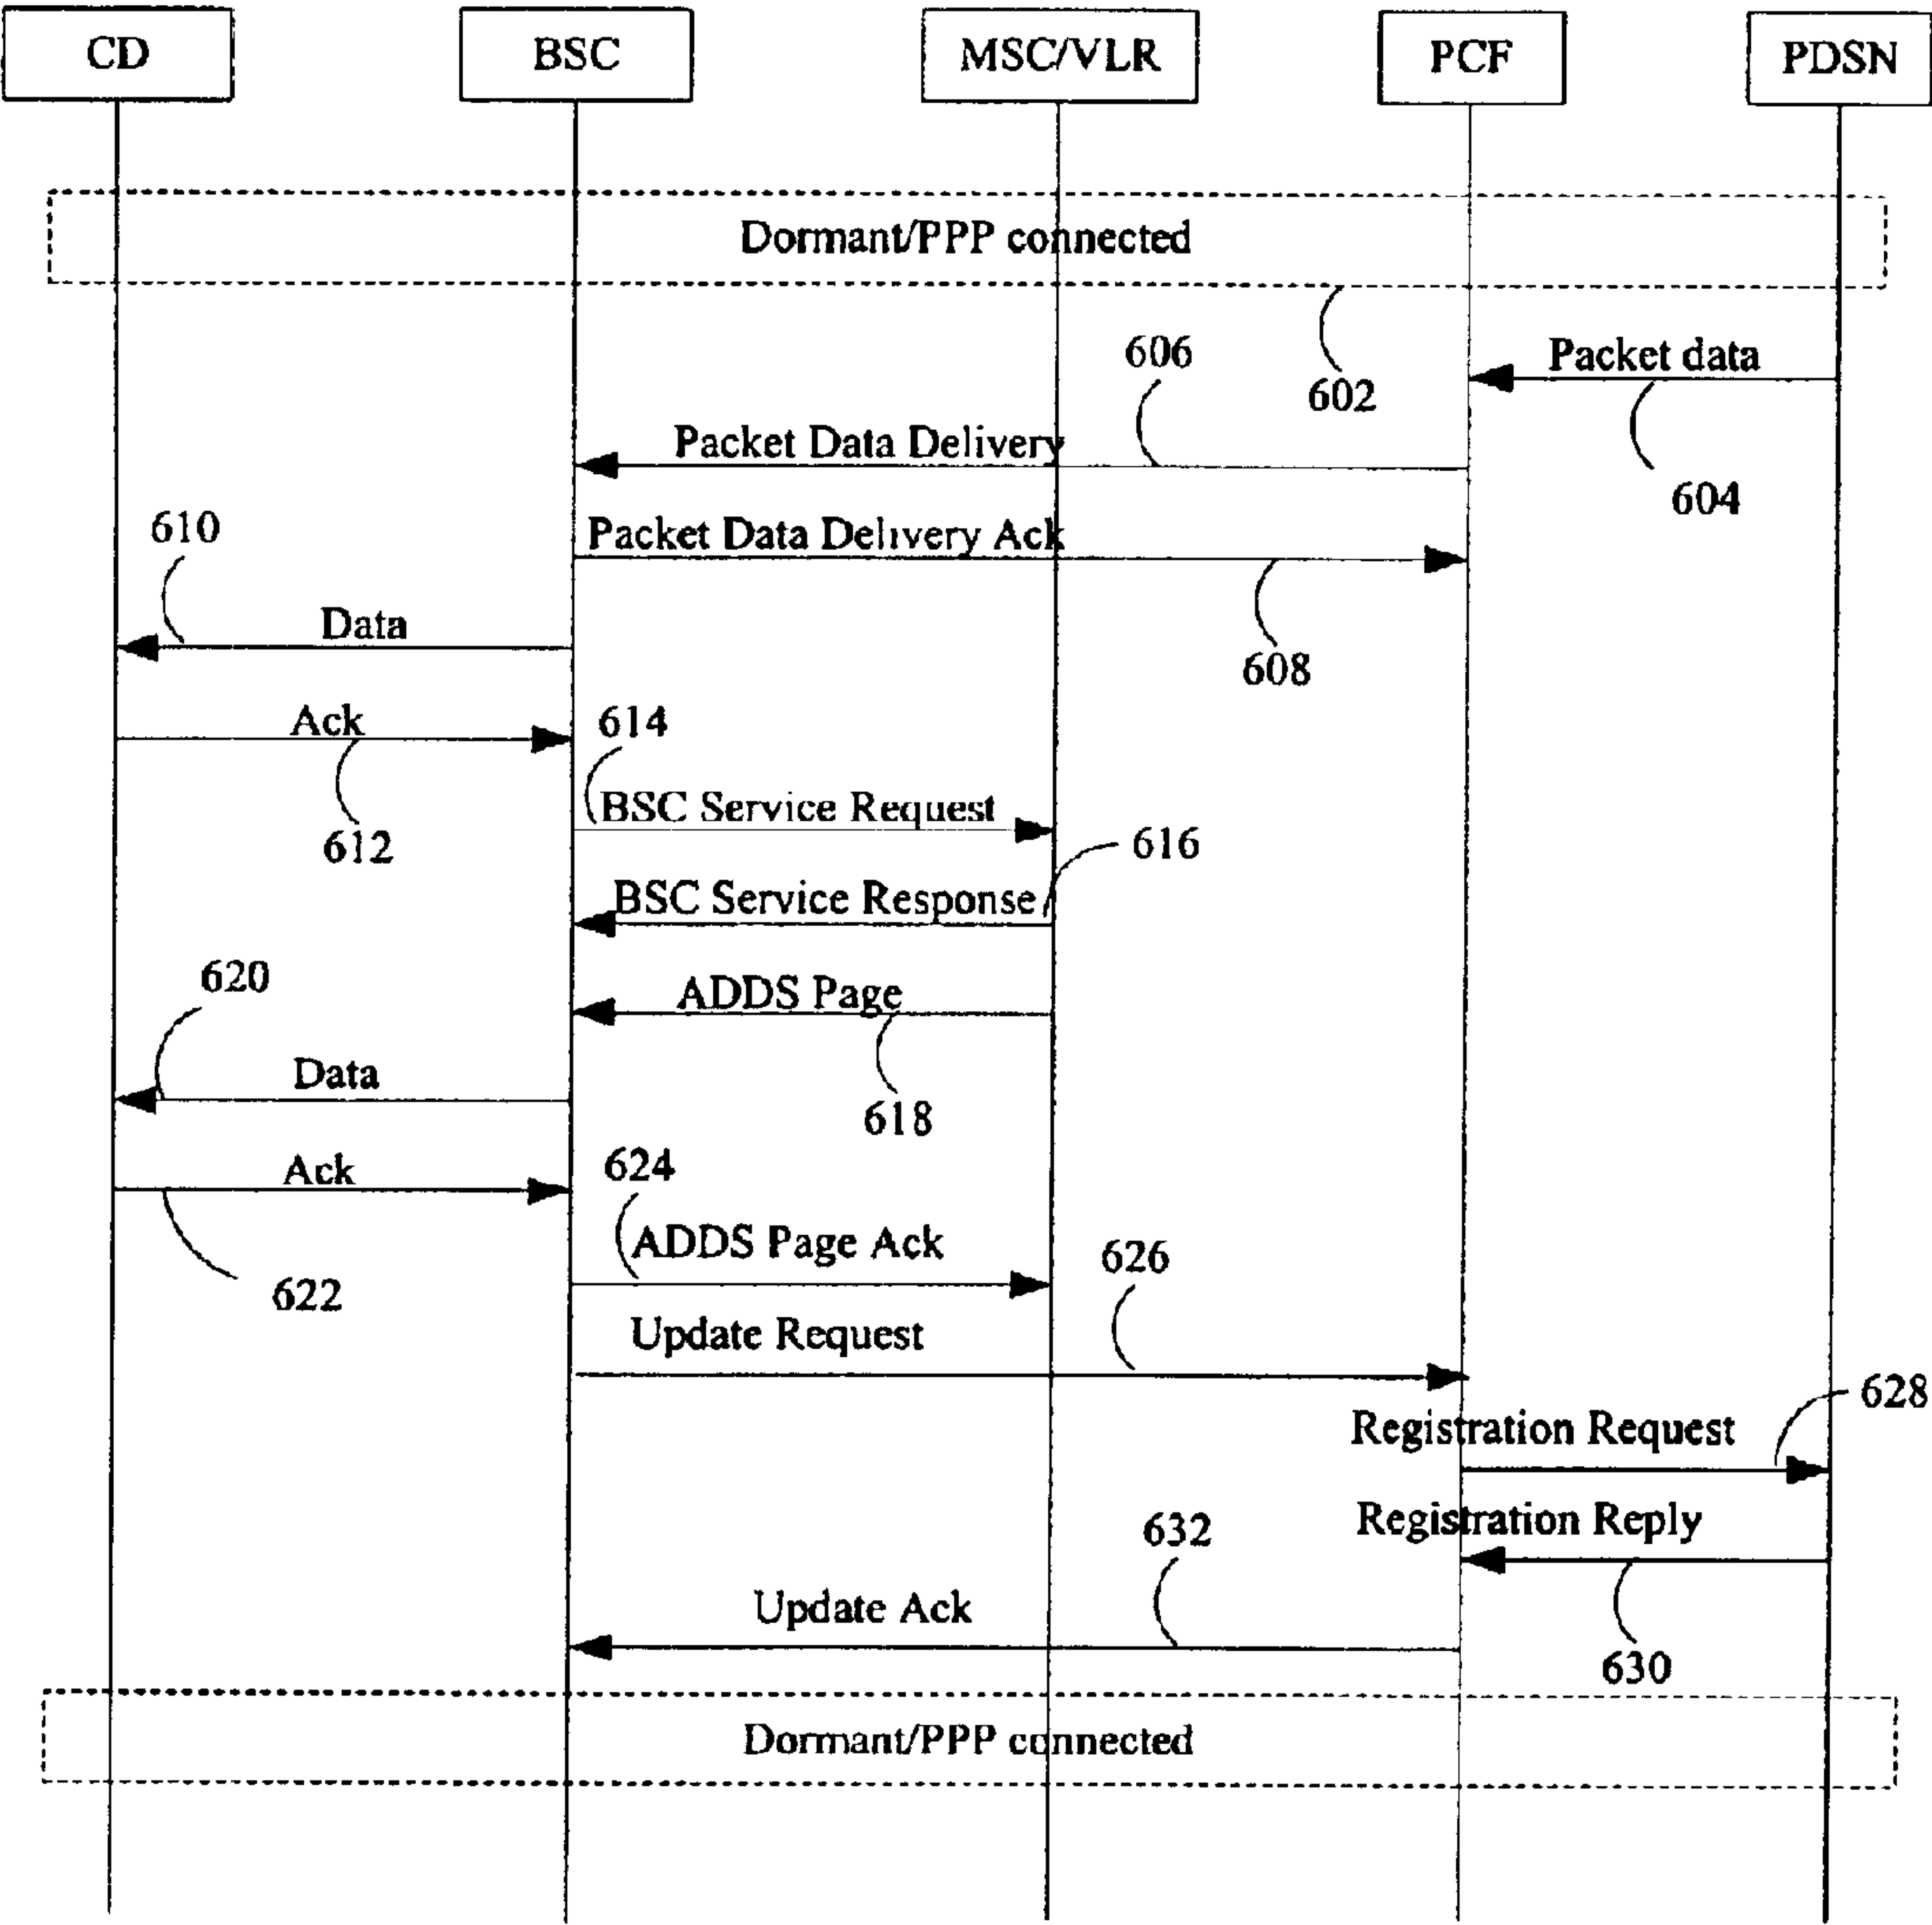 CD BSC MSC/VLR PCF PDSN
Dormant/PPP connected
602
Packet data
604
606
Packet Data Delivery
Packet Data Delivery Ack
608
610
Data
Ack
612
614
BSC Service Request
616
BSC Service Response
ADDS Page
618
620
Data
Ack
622
624
ADDS Page Ack
626
Update Request
628
Registration Request
Registration Reply
630
632
Update Ack
Dormant/PPP connected